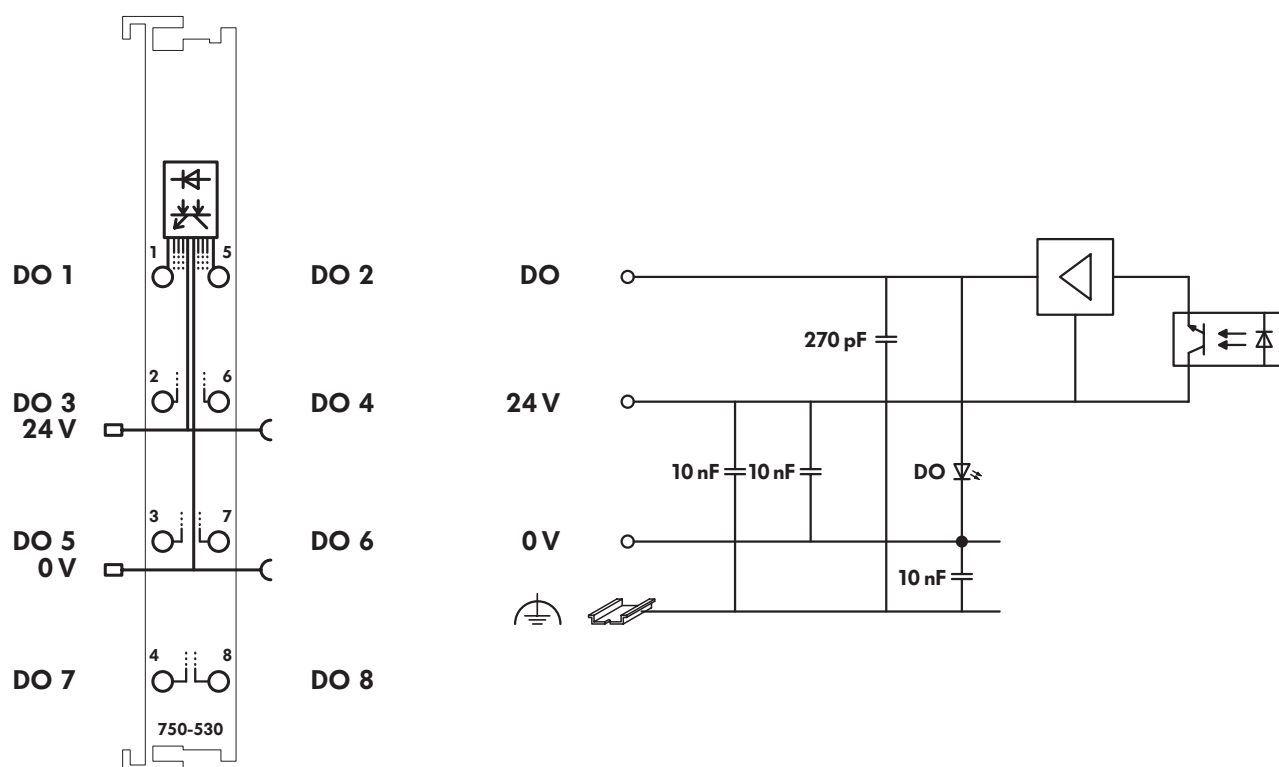 1 5
DO 1 DO 2
2 6
DO 3 DO 4
24 V
3 7
DO 5 DO 6
0 V
4 8
DO 7 DO 8
750-530
DO
270 pF
24 V
10 nF 10 nF DO
0 V
10 nF